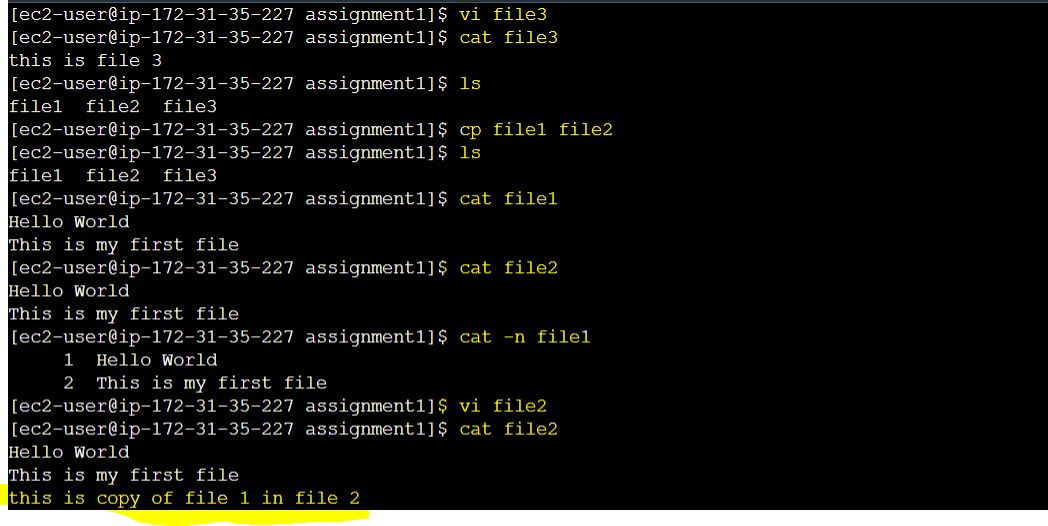 [ec2-user@ip-172-31-35-227 assignment1]$ vi file3
[ec2-user@ip-172-31-35-227 assignment1]$ cat file3
this is file 3
[ec2-user@ip-172-31-35-227 assignment1]$ ls
file1  file2  file3
[ec2-user@ip-172-31-35-227 assignment1]$ cp file1 file2
[ec2-user@ip-172-31-35-227 assignment1]$ ls
file1  file2  file3
[ec2-user@ip-172-31-35-227 assignment1]$ cat file1
Hello World
This is my first file
[ec2-user@ip-172-31-35-227 assignment1]$ cat file2
Hello World
This is my first file
[ec2-user@ip-172-31-35-227 assignment1]$ cat -n file1
     1  Hello World
     2  This is my first file
[ec2-user@ip-172-31-35-227 assignment1]$ vi file2
[ec2-user@ip-172-31-35-227 assignment1]$ cat file2
Hello World
This is my first file
this is copy of file 1 in file 2